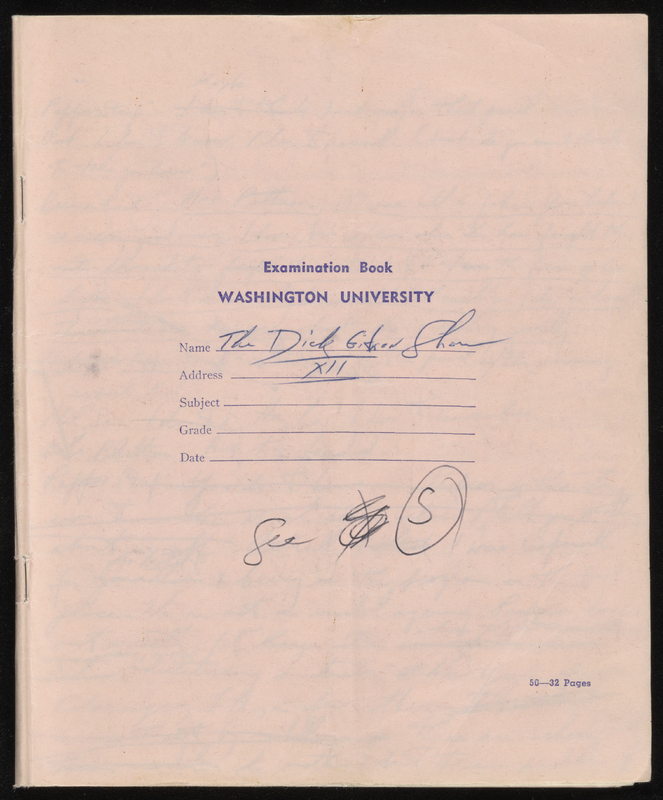 Examination Book
WASHINGTON UNIVERSITY
Name The Dick Gibson Show
Address XII
Subject
Grade
Date
See S
50—32 Pages